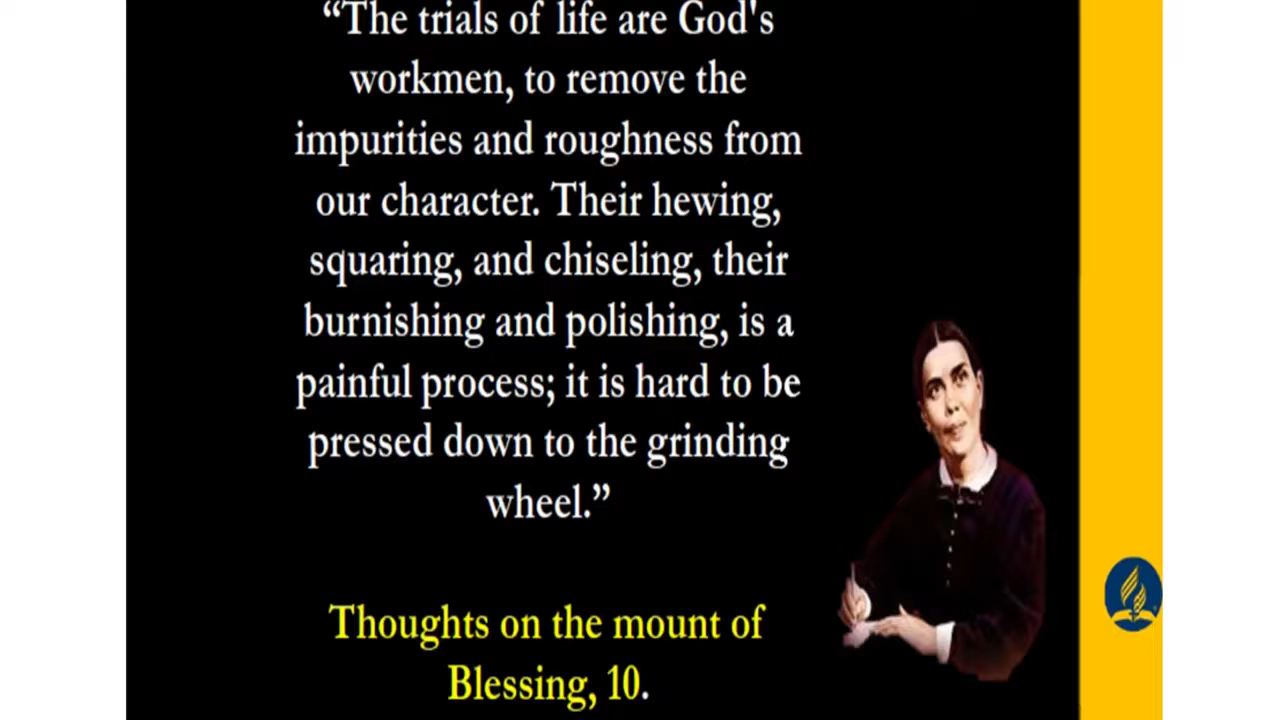 “The trials of life are God's
workmen, to remove the
impurities and roughness from
our character. Their hewing,
squaring, and chiseling, their
burnishing and polishing, is a
painful process; it is hard to be
pressed down to the grinding
wheel.”
Thoughts on the mount of
Blessing, 10.